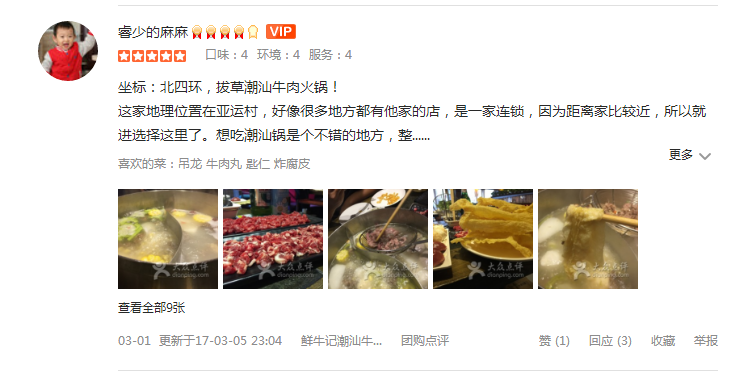 睿少的麻麻 VIP
口味：4 环境：4 服务：4
坐标：北四环，拔草潮汕牛肉火锅！
这家地理位置在亚运村，好像很多地方都有他家的店，是一家连锁，因为距离家比较近，所以就
进选择这里了。想吃潮汕锅是个不错的地方，整......
更多
喜欢的菜：吊龙 牛肉丸 匙仁 炸腐皮
大众点评 dianping.com
大众点评 dianping.com
大众点评 dianping.com
大众点评 dianping.com
大众点评 dianping.com
查看全部9张
03-01 更新于17-03-05 23:04 鲜牛记潮汕牛... 团购点评 赞 (1) 回应 (3) 收藏 举报